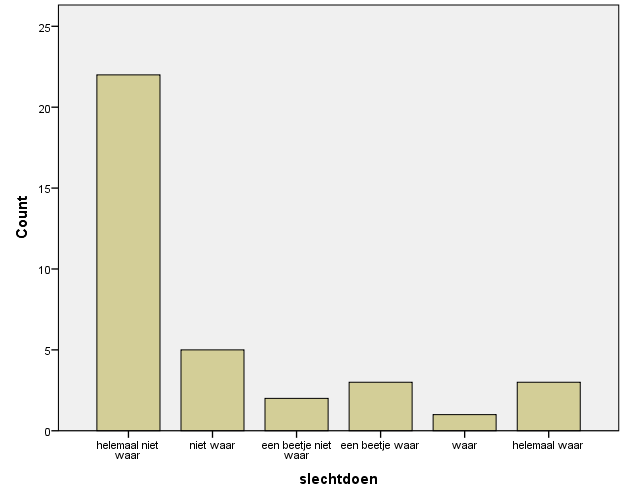 25
20
15
10
5
0
Count
helemaal niet
waar
niet waar
een beetje niet
waar
een beetje waar
waar
helemaal waar
slechtdoen